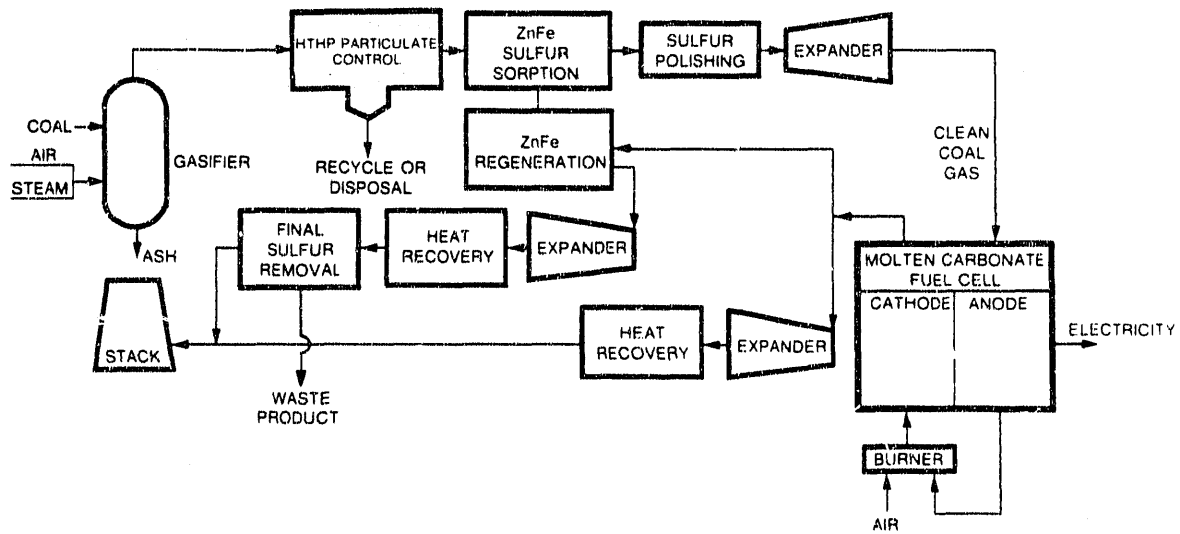 HTHP PARTICULATE
CONTROL
ZnFe
SULFUR
SORPTION
SULFUR
POLISHING
EXPANDER
COAL
AIR
STEAM
GASIFIER
RECYCLE OR
DISPOSAL
ZnFe
REGENERATION
CLEAN
COAL
GAS
ASH
FINAL
SULFUR
REMOVAL
HEAT
RECOVERY
EXPANDER
MOLTEN CARBONATE
FUEL CELL
CATHODE
ANODE
ELECTRICITY
STACK
HEAT
RECOVERY
EXPANDER
WASTE
PRODUCT
BURNER
AIR